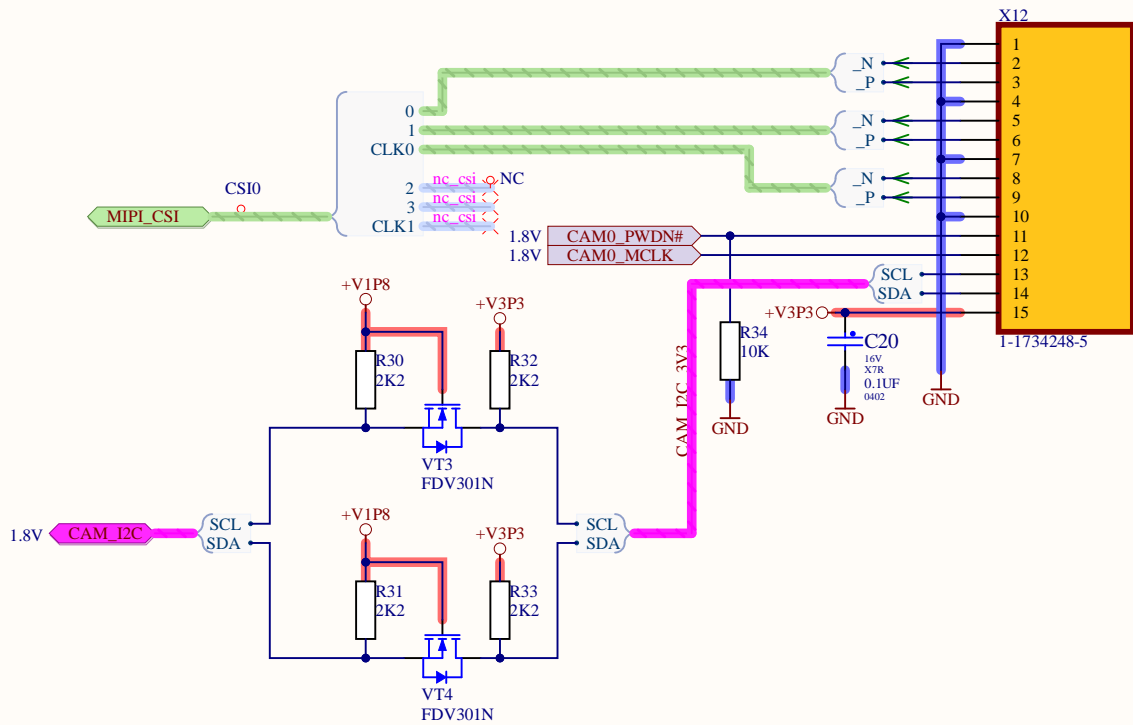 X12
_N
_P
_N
_P
_N
_P
1
2
3
4
5
6
7
8
9
10
11
12
13
14
15
1-1734248-5
0
1
CLK0
2
3
CLK1
nc_csi
nc_csi
nc_csi
NC
CSI0
MIPI_CSI
1.8V CAM0_PWDN#
1.8V CAM0_MCLK
SCL
SDA
+V3P3
C20
16V
X7R
0.1UF
0402
GND
GND
R34
10K
GND
CAM_I2C_3V3
+V1P8
+V3P3
R30
2K2
R32
2K2
VT3
FDV301N
1.8V CAM_I2C
SCL
SDA
SCL
SDA
+V1P8
+V3P3
R31
2K2
R33
2K2
VT4
FDV301N